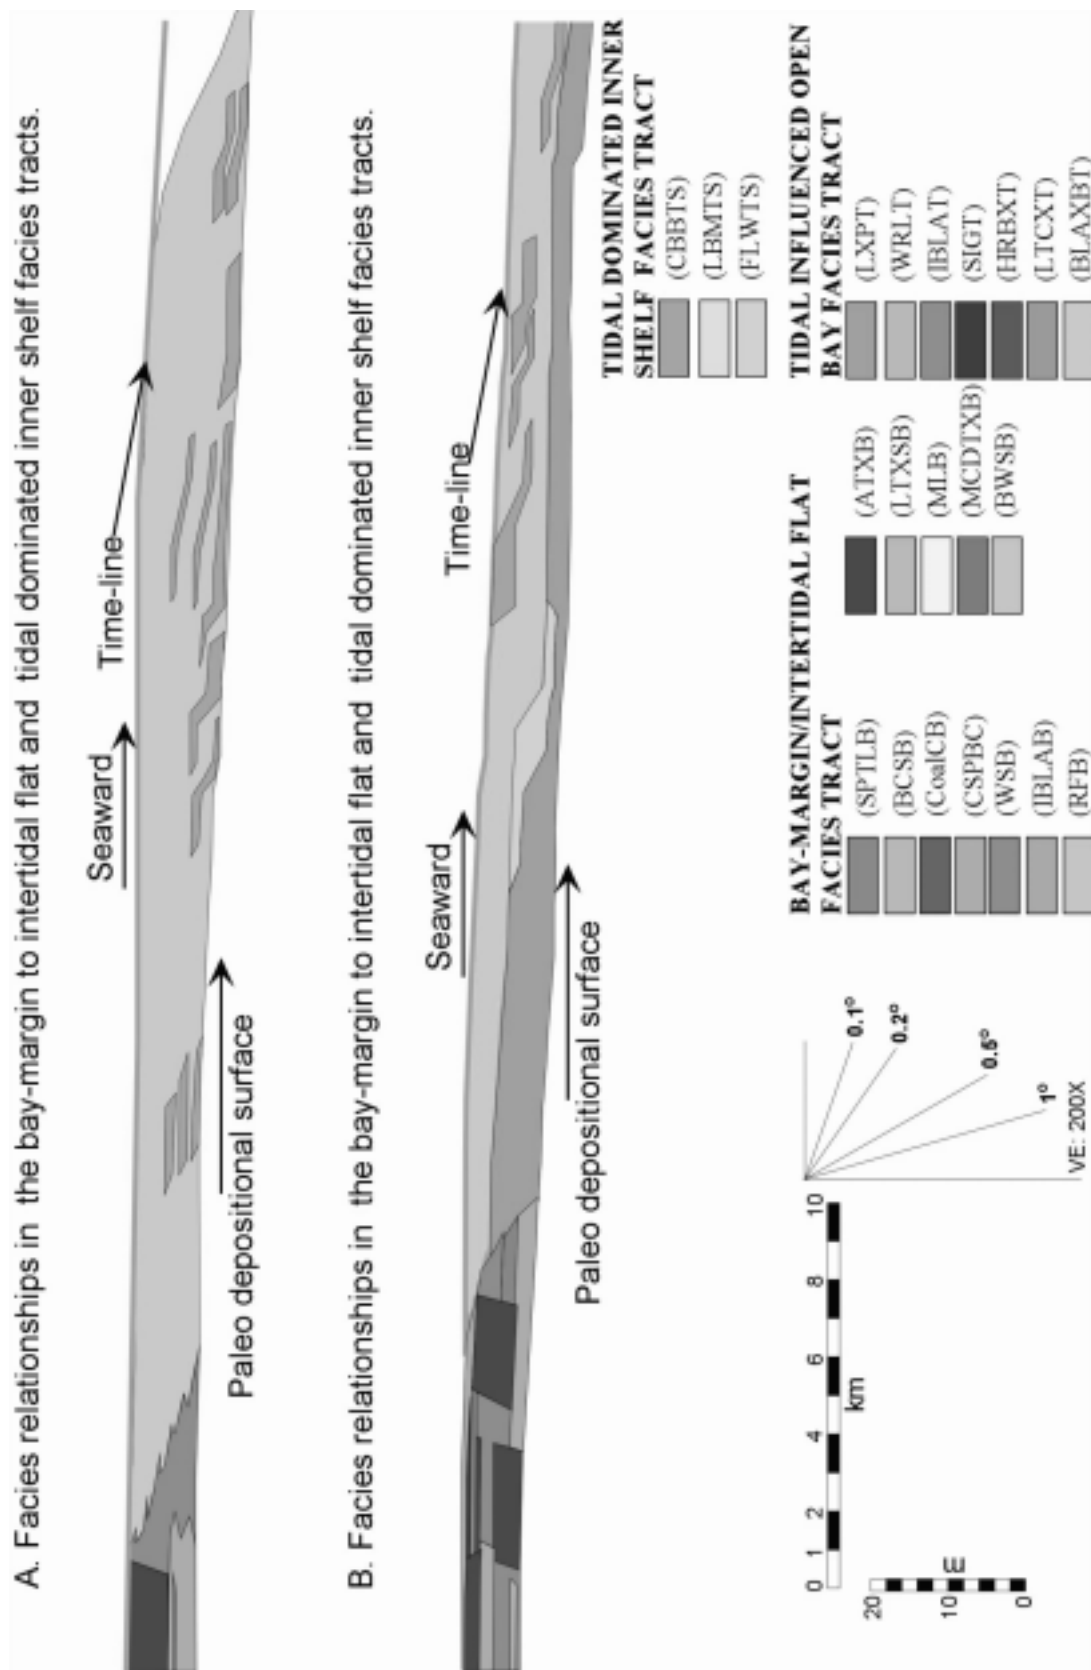 A. Facies relationships in the bay-margin to intertidal flat and tidal dominated inner shelf facies tracts.
Seaward
Time-line
Paleo depositional surface
B. Facies relationships in the bay-margin to intertidal flat and tidal dominated inner shelf facies tracts.
Seaward
Time-line
Paleo depositional surface
TIDAL DOMINATED INNER
SHELF FACIES TRACT
(CBBTS)
(LBMTS)
(FLWTS)
BAY-MARGIN/INTERTIDAL FLAT
FACIES TRACT
(SPTLB)
(BCSB)
(CoalCB)
(CSPBC)
(WSB)
(IBLAB)
(RFB)
(ATXB)
(LTXSB)
(MLB)
(MCDTXB)
(BWSB)
TIDAL INFLUENCED OPEN
BAY FACIES TRACT
(LXPT)
(WRLT)
(IBLAT)
(SIGT)
(HRBXT)
(LTCXT)
(BLAXBT)
0 1 2 4 6 8 10
km
20
10
0
m
0.1°
0.2°
0.5°
1°
VE: 200X